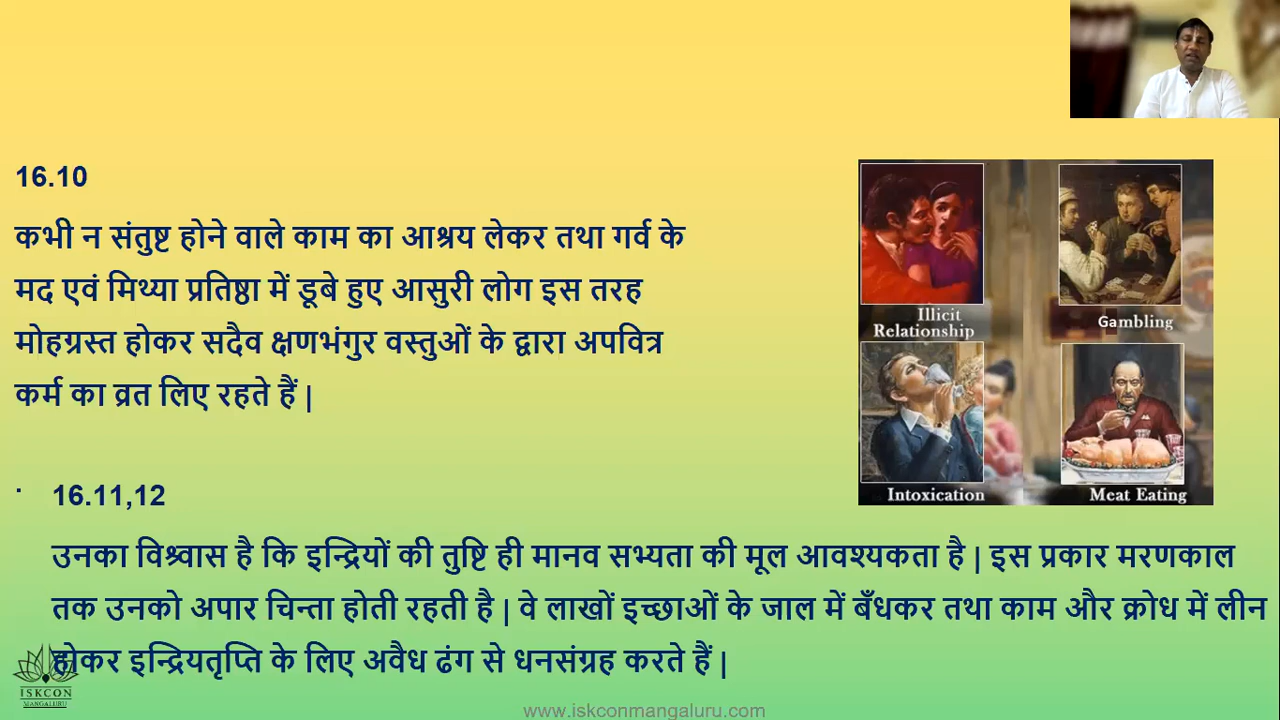 16.10
कभी न संतुष्ट होने वाले काम का आश्रय लेकर तथा गर्व के
मद एवं मिथ्या प्रतिष्ठा में डूबे हुए आसुरी लोग इस तरह
मोहग्रस्त होकर सदैव क्षणभंगुर वस्तुओं के द्वारा अपवित्र
कर्म का व्रत लिए रहते हैं |
Illicit
Relationship
Gambling
Intoxication
Meat Eating
· 16.11,12
उनका विश्र्वास है कि इन्द्रियों की तुष्टि ही मानव सभ्यता की मूल आवश्यकता है | इस प्रकार मरणकाल
तक उनको अपार चिन्ता होती रहती है | वे लाखों इच्छाओं के जाल में बँधकर तथा काम और क्रोध में लीन
होकर इन्द्रियतृप्ति के लिए अवैध ढंग से धनसंग्रह करते हैं |
ISKCON
MANGALURU
www.iskconmangaluru.com